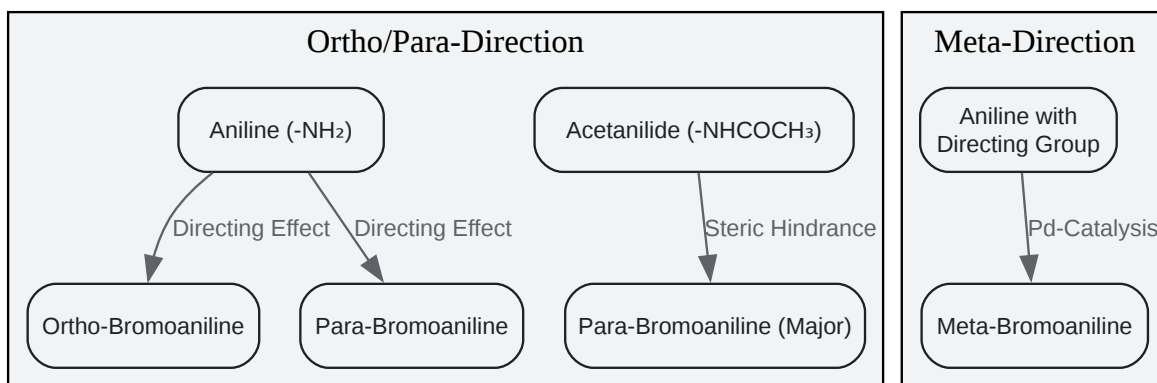 Ortho/Para-Direction
Meta-Direction
Aniline (-NH₂)
Acetanilide (-NHCOCH₃)
Aniline with
Directing Group
Directing Effect
Directing Effect
Steric Hindrance
Pd-Catalysis
Ortho-Bromoaniline
Para-Bromoaniline
Para-Bromoaniline (Major)
Meta-Bromoaniline